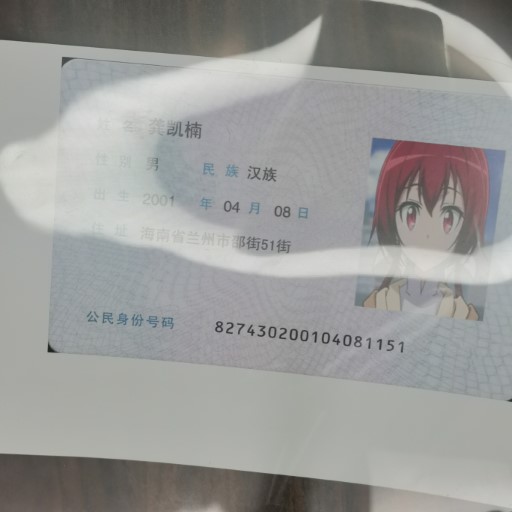 姓名 龚凯楠
性别 男 民族 汉族
出生 2001 年 04 月 08 日
住址 海南省兰州市邵街51街
公民身份号码 827430200104081151